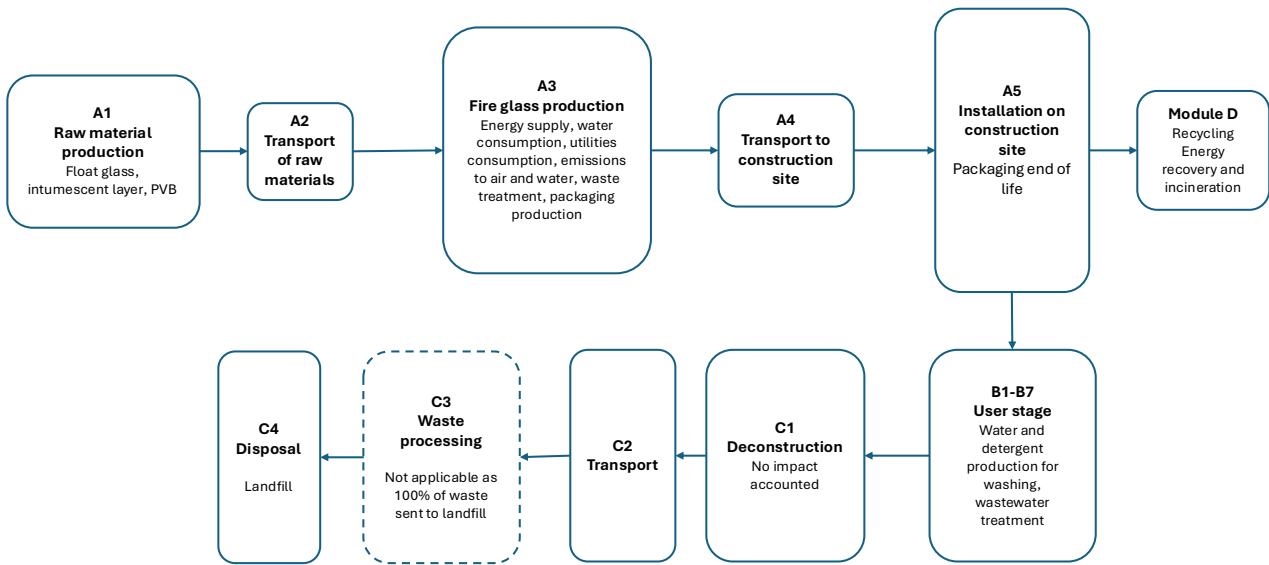 A1
Raw material
production
Float glass,
intumescent layer, PVB
A2
Transport
of raw
materials
A3
Fire glass production
Energy supply, water
consumption, utilities
consumption, emissions
to air and water, waste
treatment, packaging
production
A4
Transport to
construction
site
A5
Installation on
construction
site
Packaging end of
life
Module D
Recycling
Energy
recovery and
incineration
B1-B7
User stage
Water and
detergent
production for
washing,
wastewater
treatment
C1
Deconstruction
No impact
accounted
C2
Transport
C3
Waste
processing
Not applicable as
100% of waste
sent to landfill
C4
Disposal
Landfill